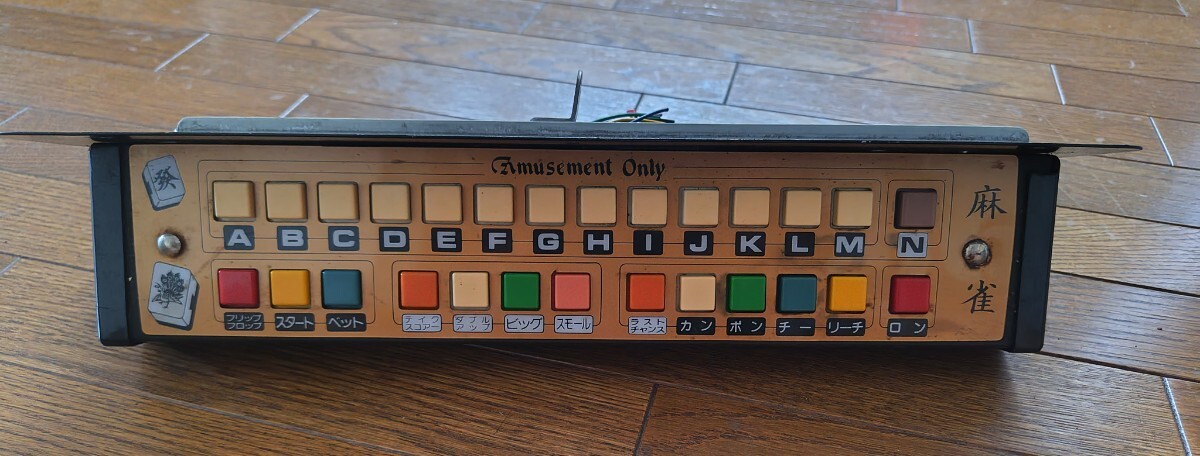 Amusement Only
發
A B C D E F G H I J K L M N
麻
雀
フリップ
フロップ
スタート
ベット
テイク
スコアー
ダブル
アップ
ビッグ
スモール
ラスト
チャンス
カン
ポン
チー
リーチ
ロン